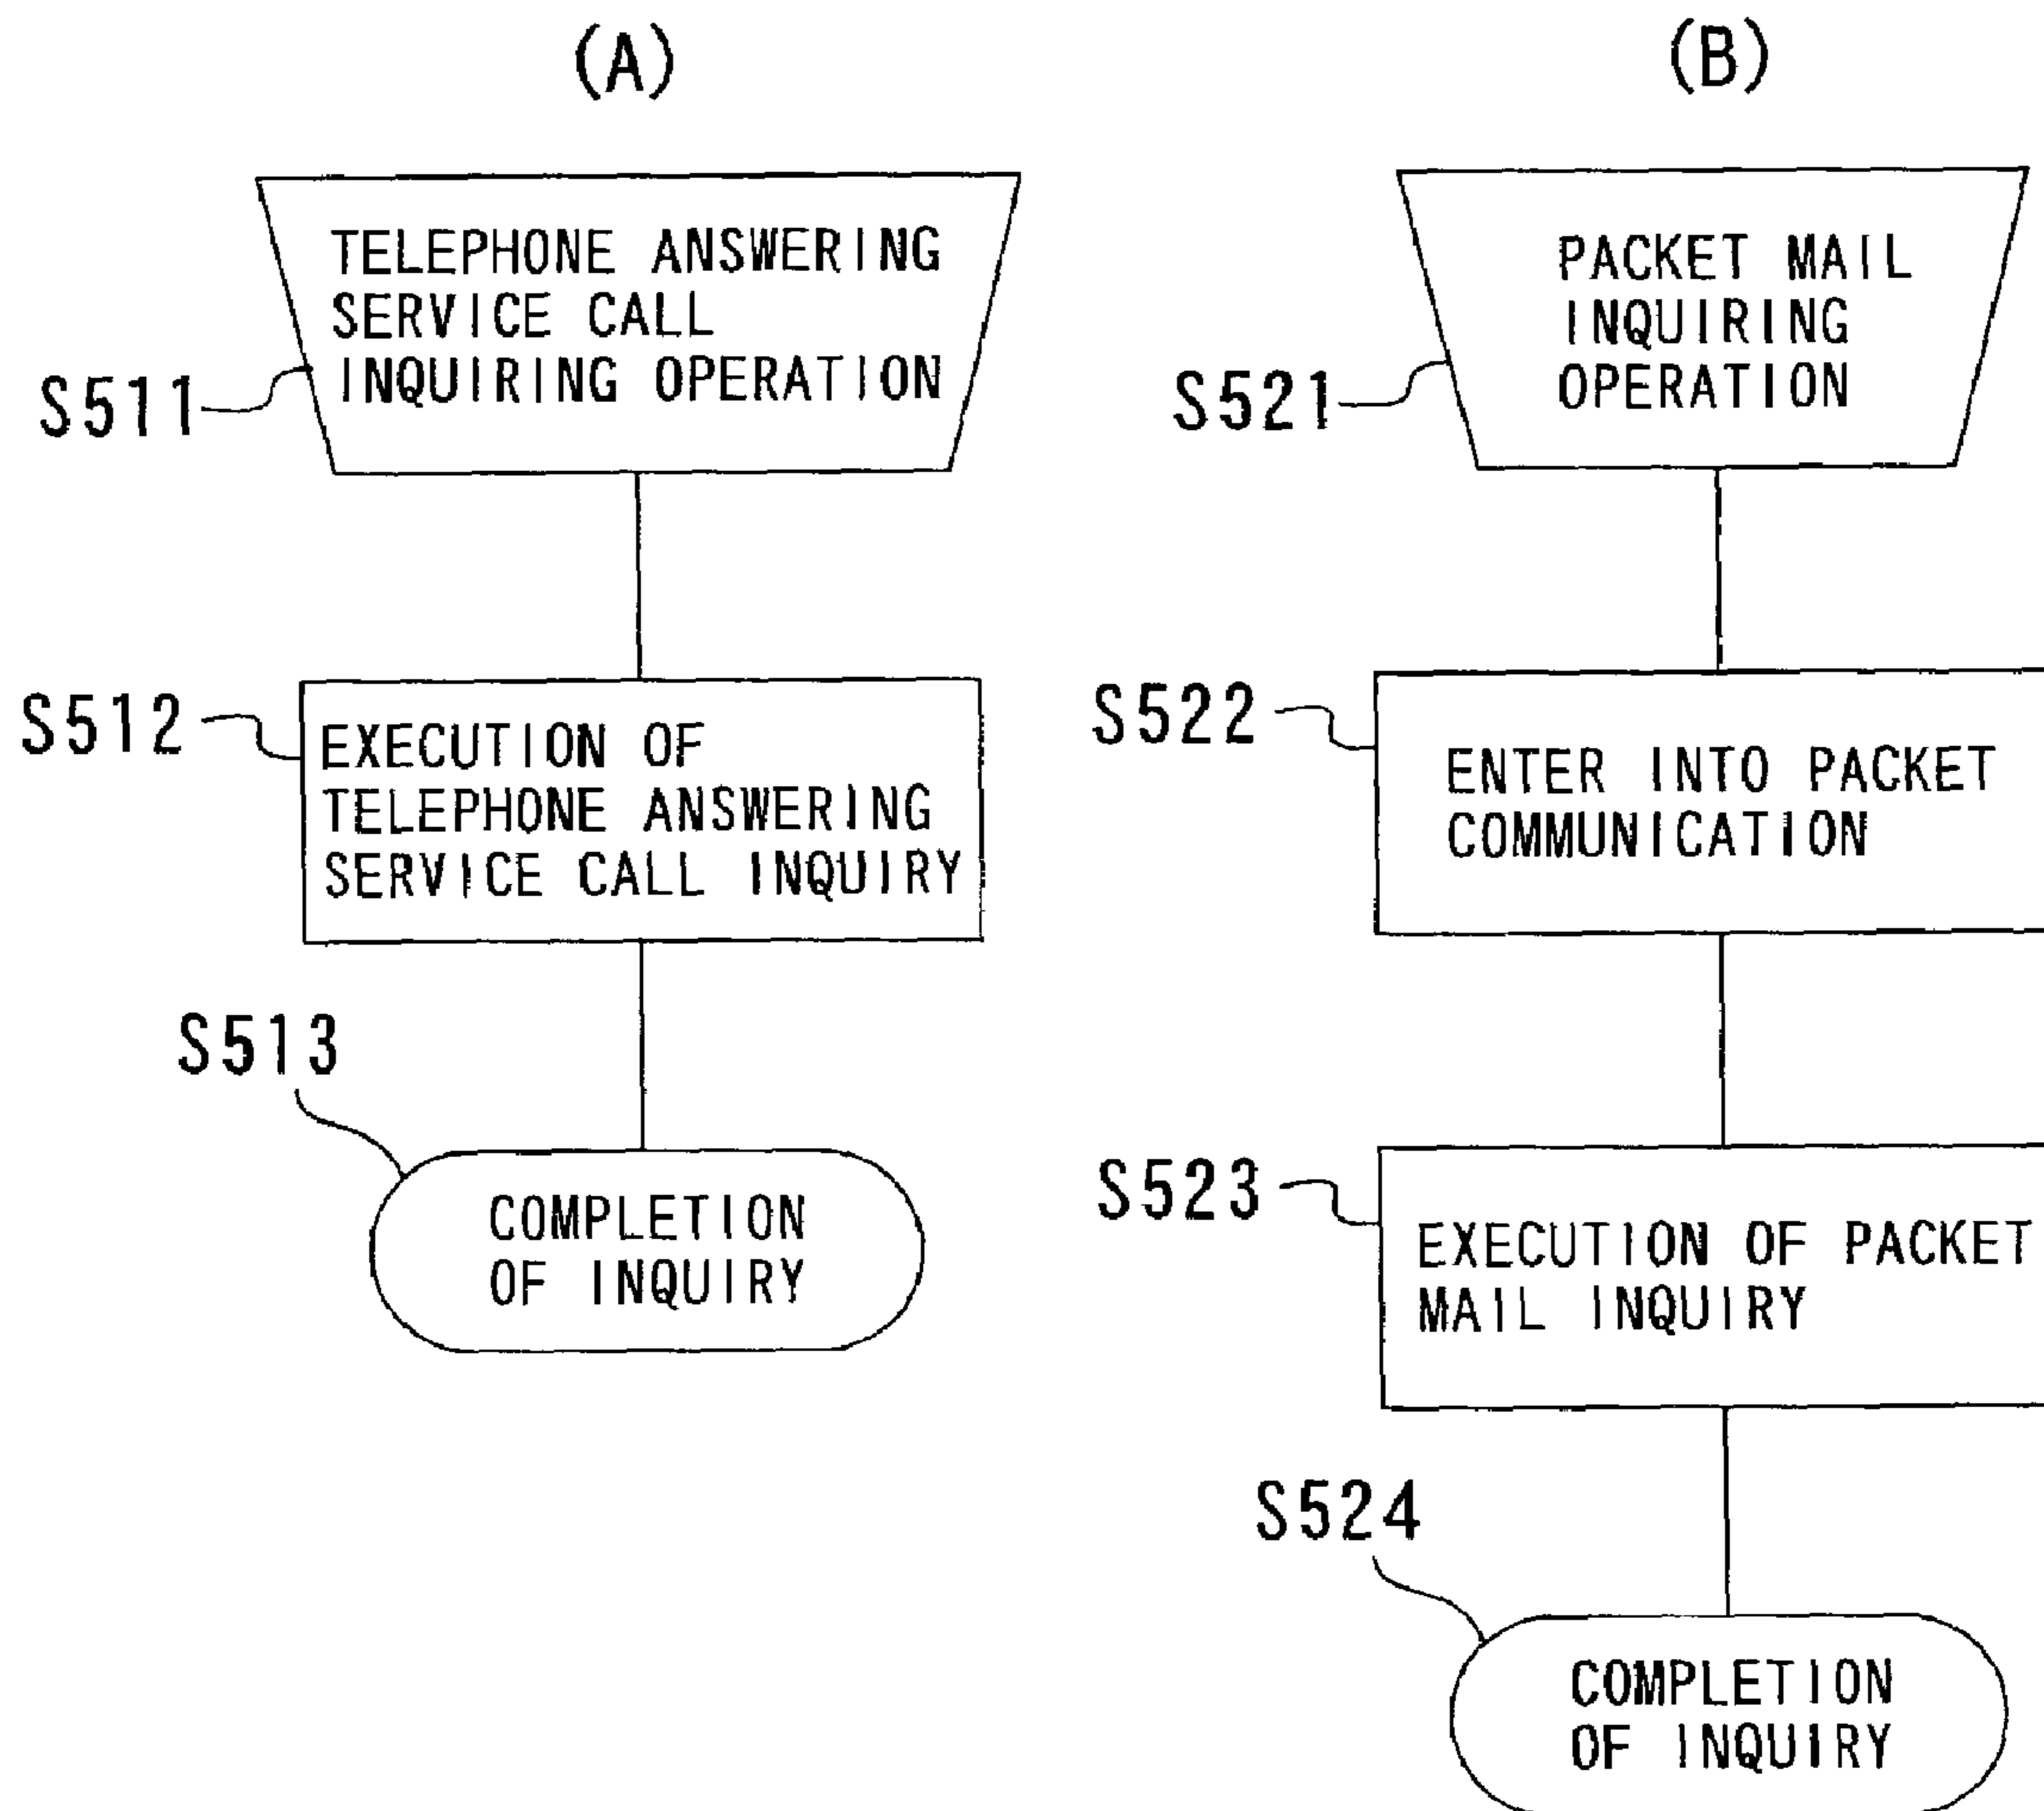 (A)
S511
TELEPHONE ANSWERING
SERVICE CALL
INQUIRING OPERATION
S512
EXECUTION OF
TELEPHONE ANSWERING
SERVICE CALL INQUIRY
S513
COMPLETION
OF INQUIRY
(B)
S521
PACKET MAIL
INQUIRING
OPERATION
S522
ENTER INTO PACKET
COMMUNICATION
S523
EXECUTION OF PACKET
MAIL INQUIRY
S524
COMPLETION
OF INQUIRY